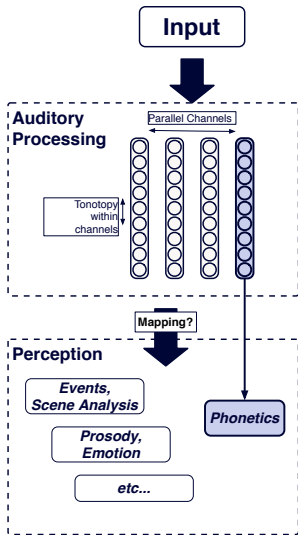 Input
Auditory
Processing
Parallel Channels
Tonotopy
within
channels
Mapping?
Perception
Events,
Scene Analysis
Prosody,
Emotion
etc...
Phonetics